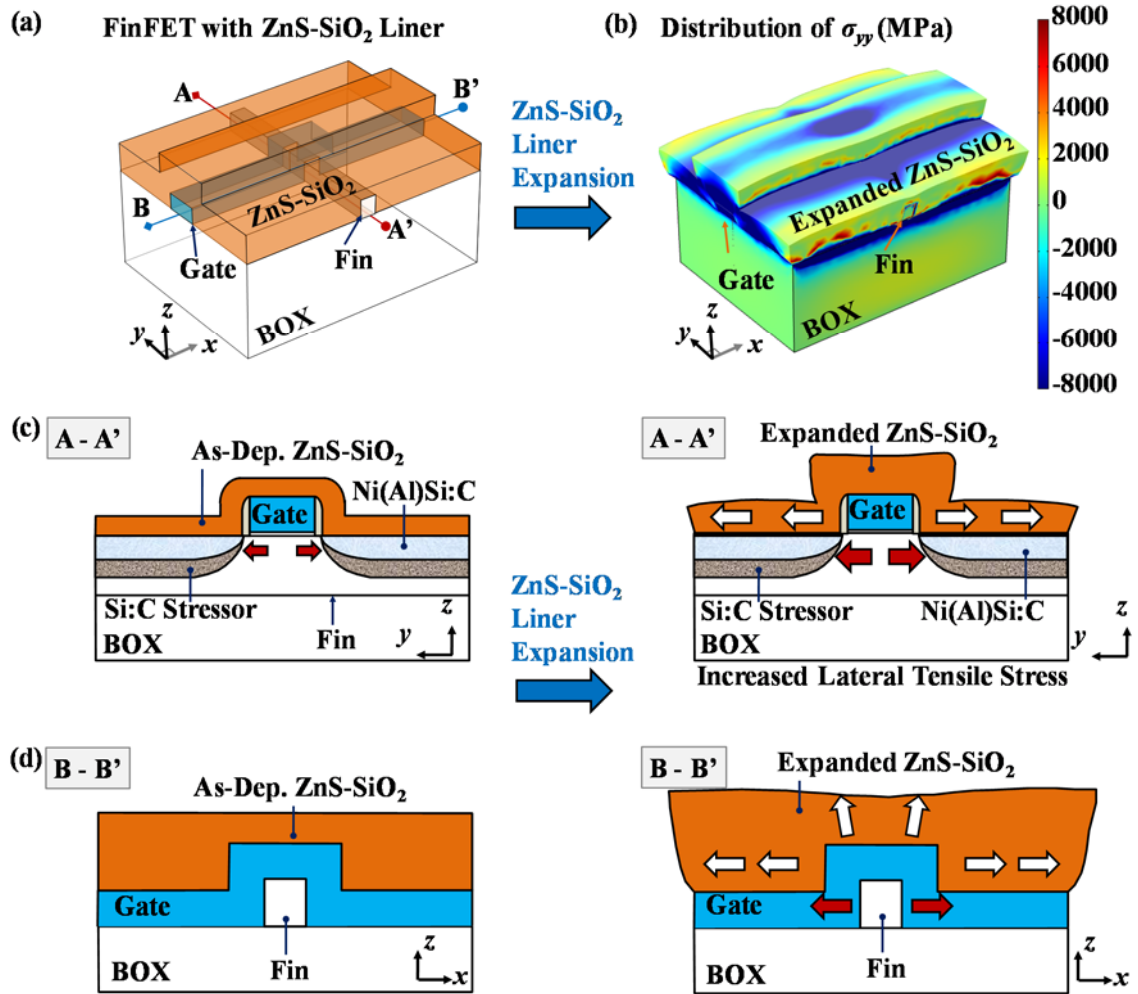 (a) FinFET with ZnS-SiO2 Liner
A
B'
B
ZnS-SiO2
A'
Gate
Fin
BOX
z
y
x
ZnS-SiO2
Liner
Expansion
(b) Distribution of σyy (MPa)
8000
6000
4000
2000
0
-2000
-4000
-6000
-8000
Expanded ZnS-SiO2
Gate
Fin
BOX
z
y
x
(c) A - A'
As-Dep. ZnS-SiO2
Ni(Al)Si:C
Gate
Si:C Stressor
Fin
BOX
z
y
ZnS-SiO2
Liner
Expansion
A - A'
Expanded ZnS-SiO2
Gate
Si:C Stressor
Ni(Al)Si:C
BOX
z
y
Increased Lateral Tensile Stress
(d) B - B'
As-Dep. ZnS-SiO2
Gate
BOX
Fin
z
x
B - B'
Expanded ZnS-SiO2
Gate
BOX
Fin
z
x